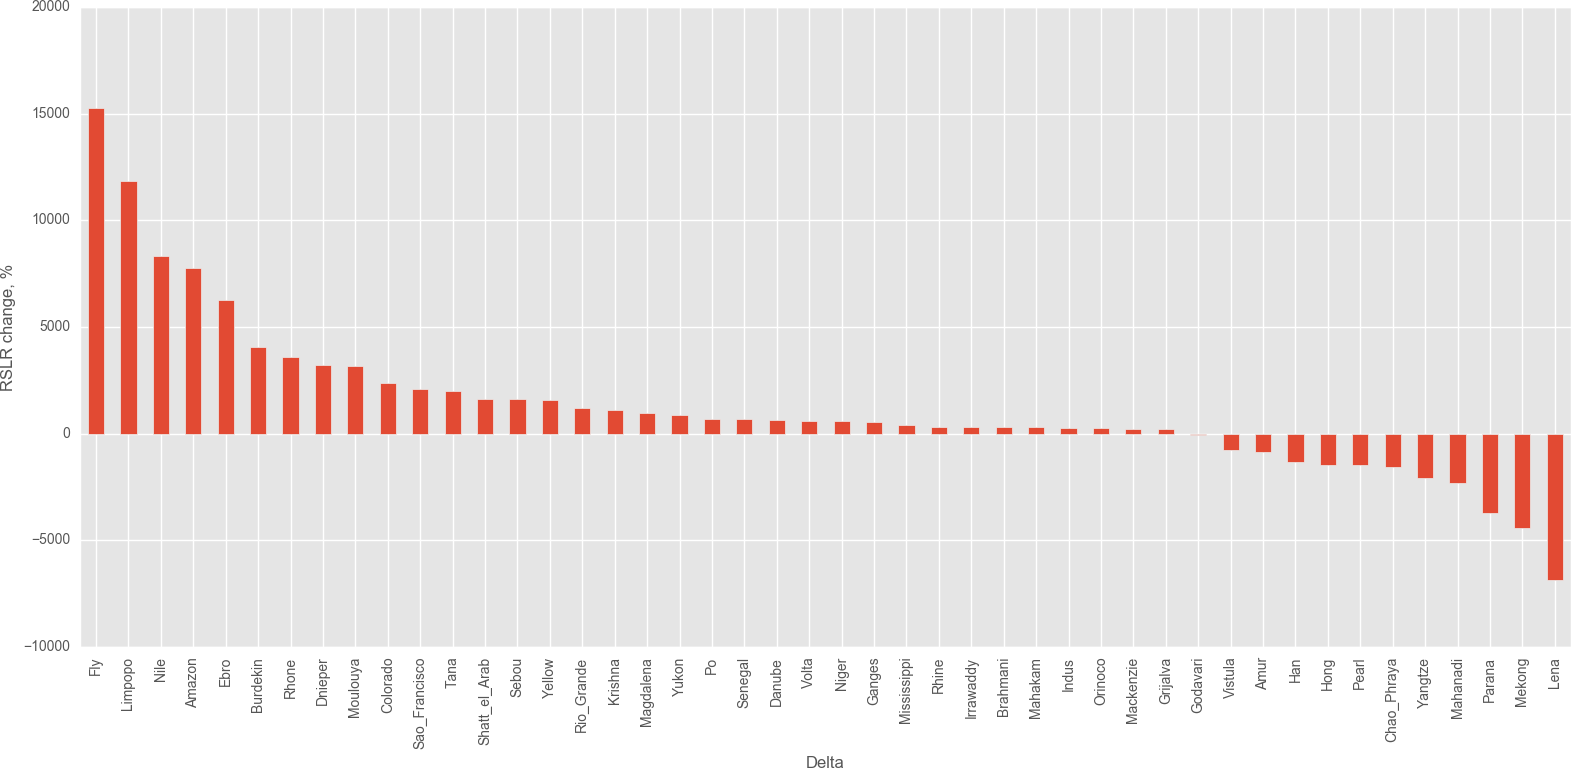 20000
15000
10000
5000
0
−5000
−10000
RSLR change, %
Fly
Limpopo
Nile
Amazon
Ebro
Burdekin
Rhone
Dnieper
Moulouya
Colorado
Sao_Francisco
Tana
Shatt_el_Arab
Sebou
Yellow
Rio_Grande
Krishna
Magdalena
Yukon
Po
Senegal
Danube
Volta
Niger
Ganges
Mississippi
Rhine
Irrawaddy
Brahmani
Mahakam
Indus
Orinoco
Mackenzie
Grijalva
Godavari
Vistula
Amur
Han
Hong
Pearl
Chao_Phraya
Yangtze
Mahanadi
Parana
Mekong
Lena
Delta